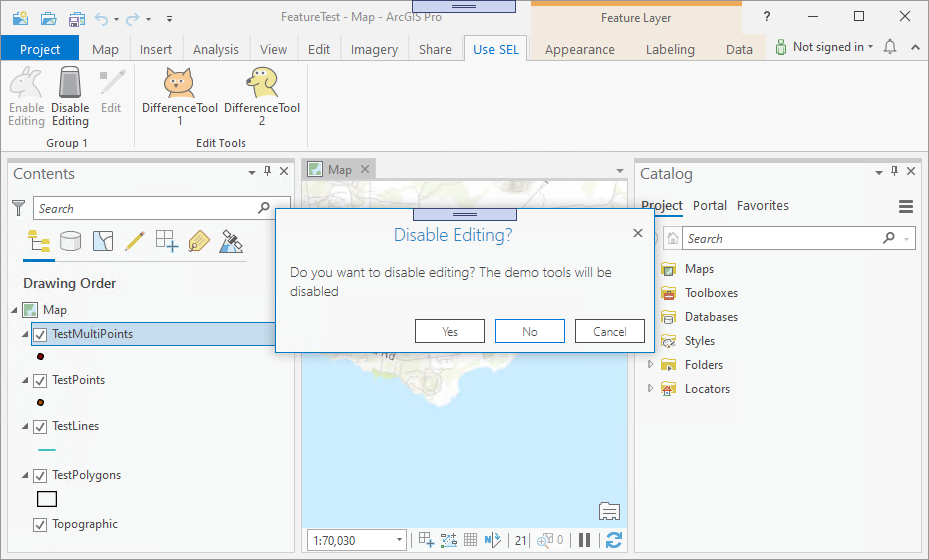 FeatureTest - Map - ArcGIS Pro
Feature Layer
?
Project Map Insert Analysis View Edit Imagery Share Use SEL Appearance Labeling Data Not signed in
Enable Editing
Disable Editing
Edit
DifferenceTool 1
DifferenceTool 2
Group 1
Edit Tools
Contents
Search
Drawing Order
Map
TestMultiPoints
TestPoints
TestLines
TestPolygons
Topographic
Map
Disable Editing?
Do you want to disable editing? The demo tools will be
disabled
Yes No Cancel
Rd
1:70,030
21
0
Catalog
Project Portal Favorites
Search
Maps
Toolboxes
Databases
Styles
Folders
Locators